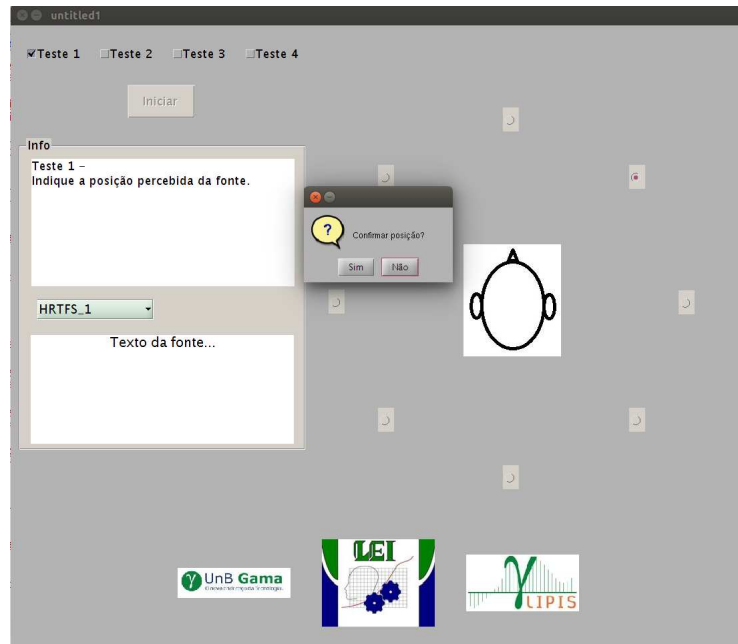 untitled1
Teste 1 Teste 2 Teste 3 Teste 4
Iniciar
Info
Teste 1 –
Indique a posição percebida da fonte.
Confirmar posição?
Sim Não
HRTFS_1
Texto da fonte...
UnB Gama
LEI
γ LIPIS